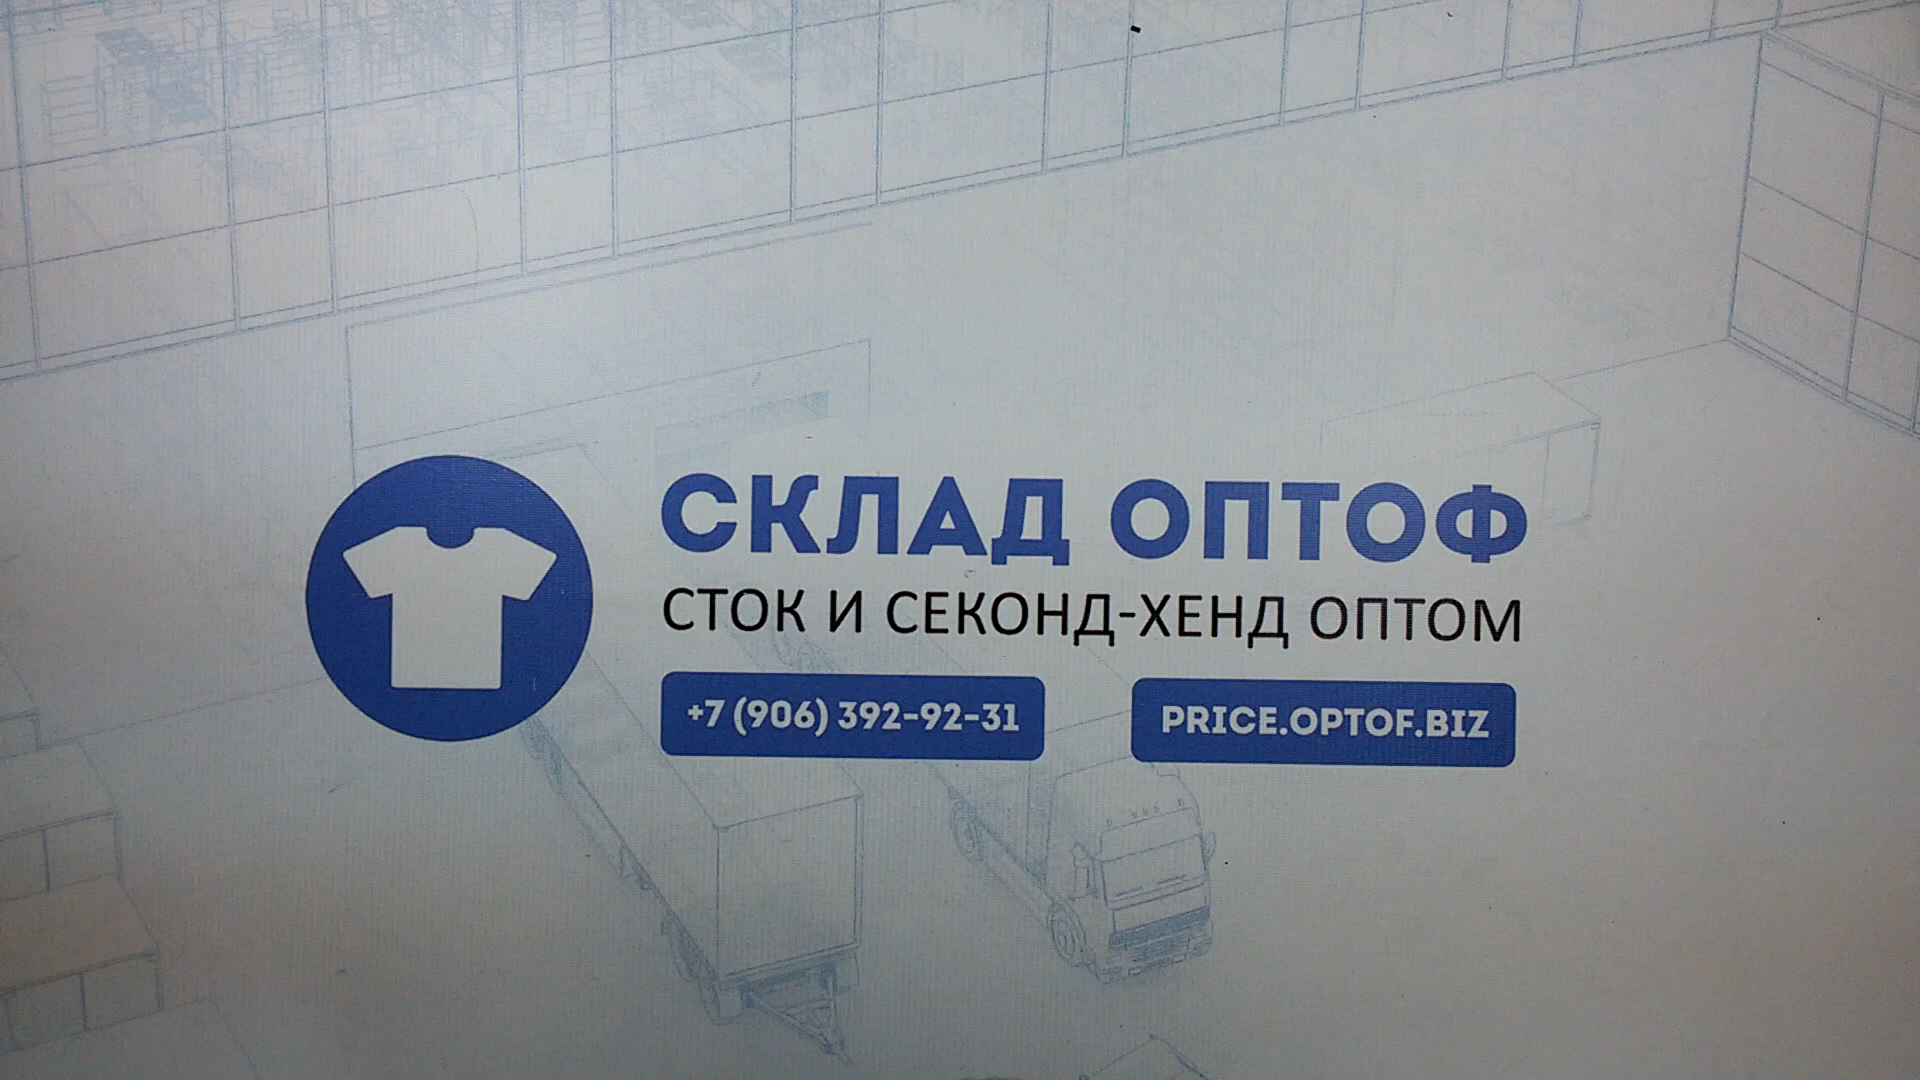 СКЛАД ОПТОФ
СТОК И СЕКОНД-ХЕНД ОПТОМ
+7 (906) 392-92-31
PRICE.OPTOF.BIZ